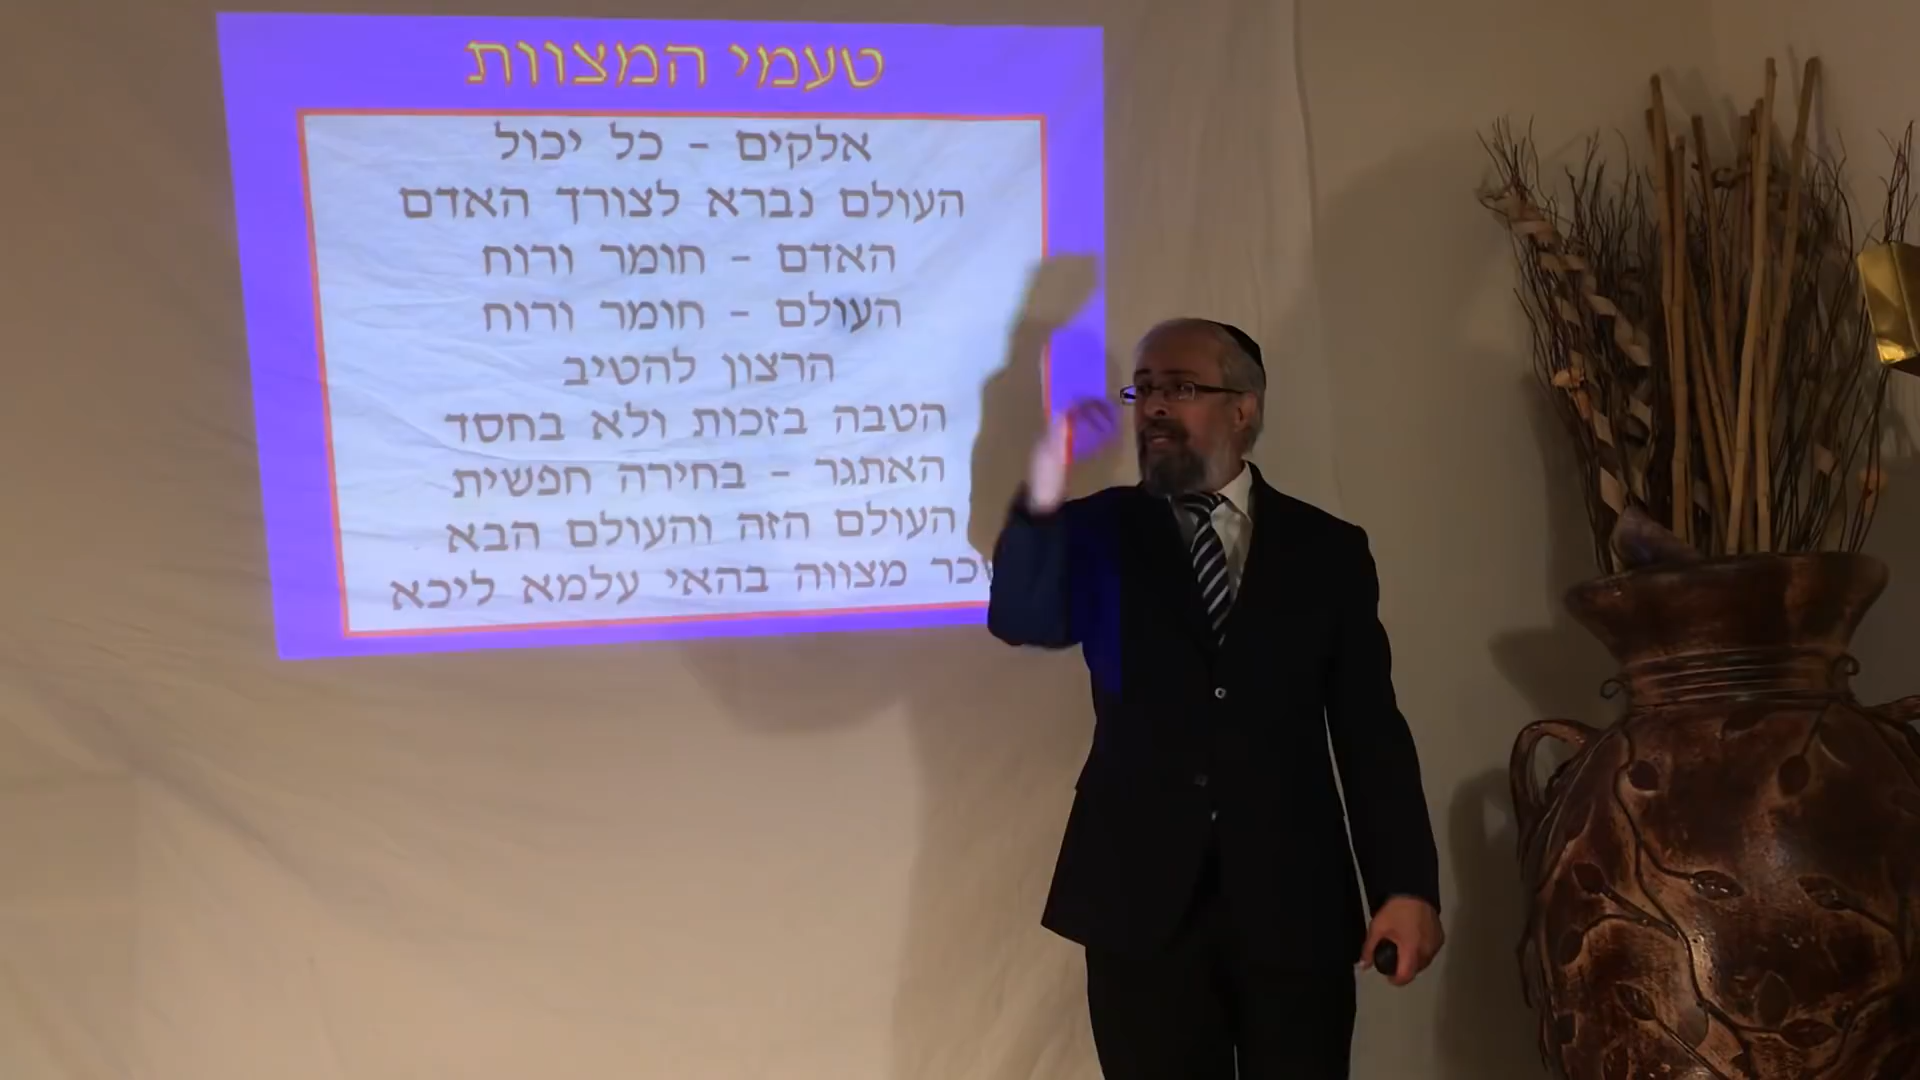 טעמי המצוות
אלקים - כל יכול
העולם נברא לצורך האדם
האדם - חומר ורוח
העולם - חומר ורוח
הרצון להטיב
הטבה בזכות ולא בחסד
האתגר - בחירה חפשית
העולם הזה והעולם הבא
שכר מצווה בהאי עלמא ליכא